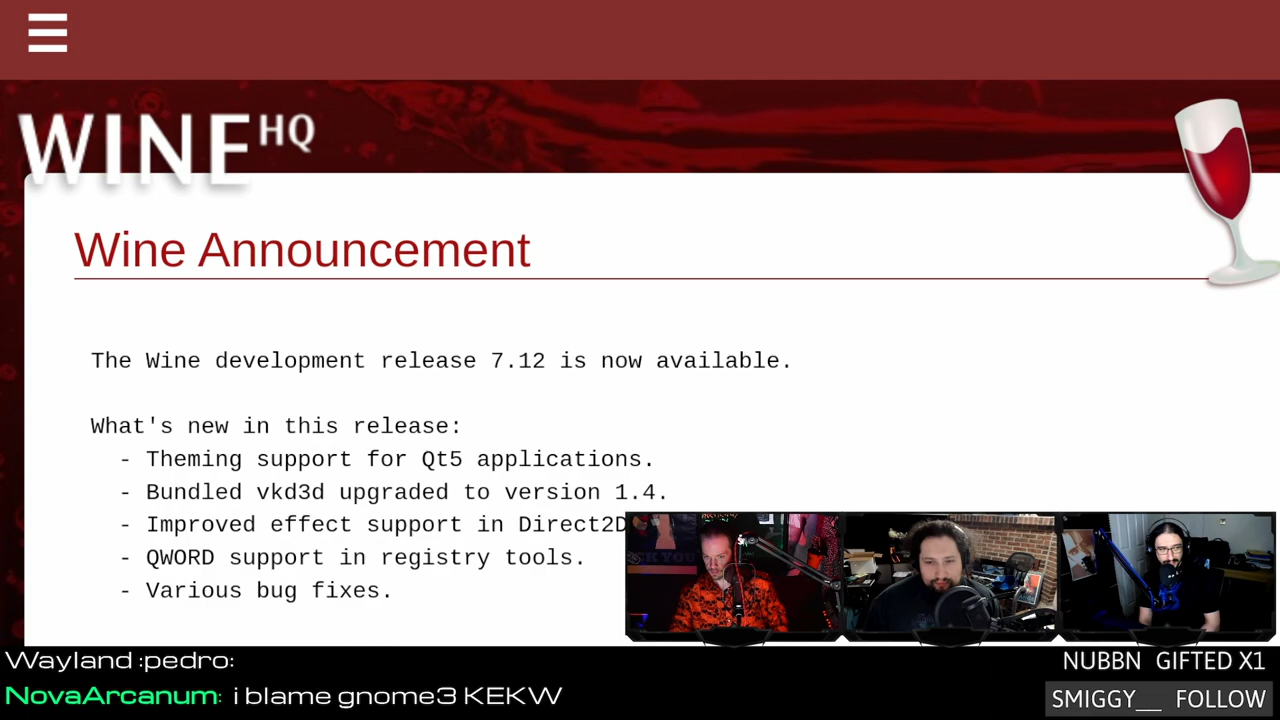 WINE HQ
Wine Announcement
The Wine development release 7.12 is now available.
What's new in this release:
- Theming support for Qt5 applications.
- Bundled vkd3d upgraded to version 1.4.
- Improved effect support in Direct2D
- QWORD support in registry tools.
- Various bug fixes.
Wayland :pedro:
NovaArcanum: i blame gnome3 KEKW
NUBBN GIFTED X1
SMIGGY__ FOLLOW